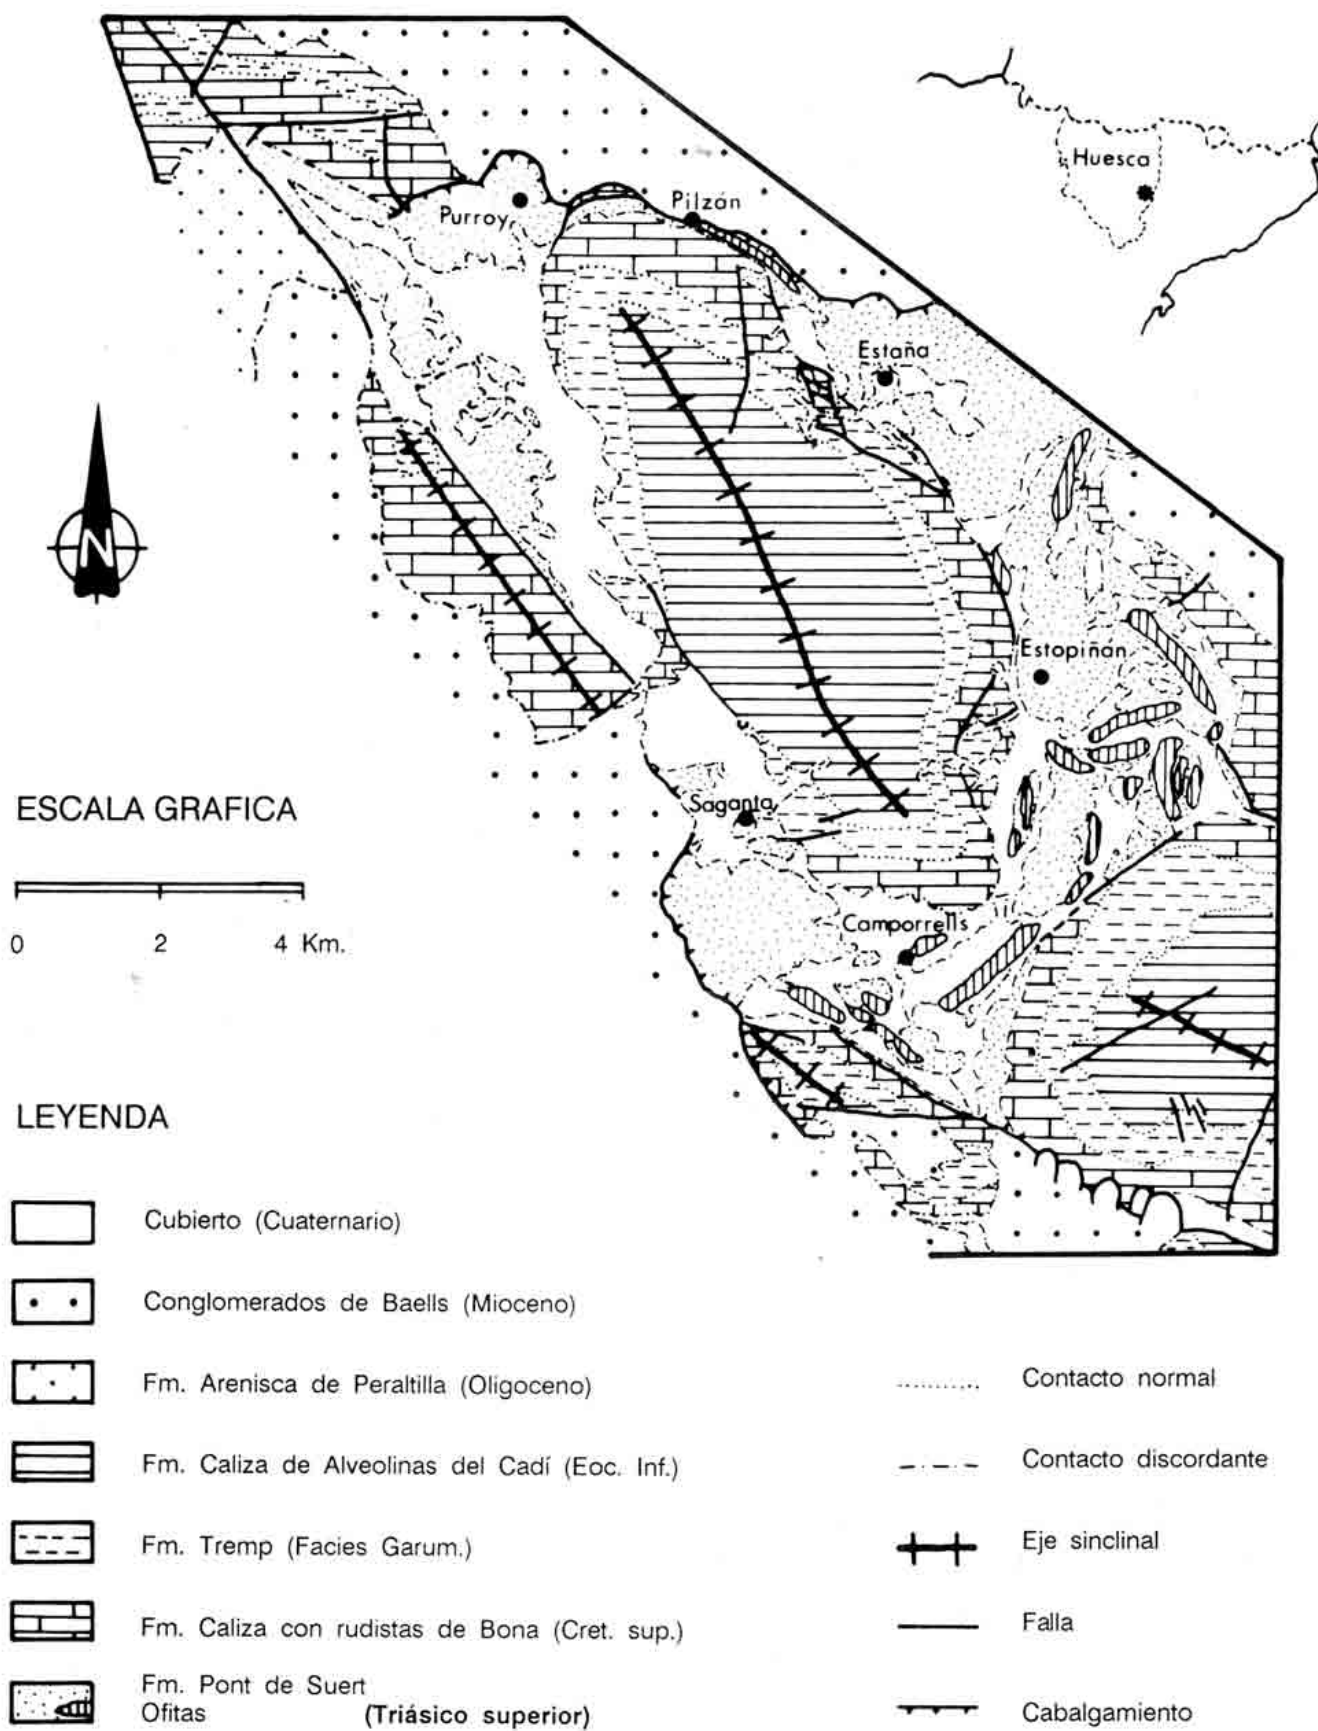 Huesca
Purroy
Pilzán
Estaña
N
Estopiñán
ESCALA GRAFICA
Saganta
0 2 4 Km.
Camporrells
LEYENDA
Cubierto (Cuaternario)
Conglomerados de Baells (Mioceno)
Fm. Arenisca de Peraltilla (Oligoceno)
Fm. Caliza de Alveolinas del Cadí (Eoc. Inf.)
Fm. Tremp (Facies Garum.)
Fm. Caliza con rudistas de Bona (Cret. sup.)
Fm. Pont de Suert
Ofitas (Triásico superior)
Contacto normal
Contacto discordante
Eje sinclinal
Falla
Cabalgamiento